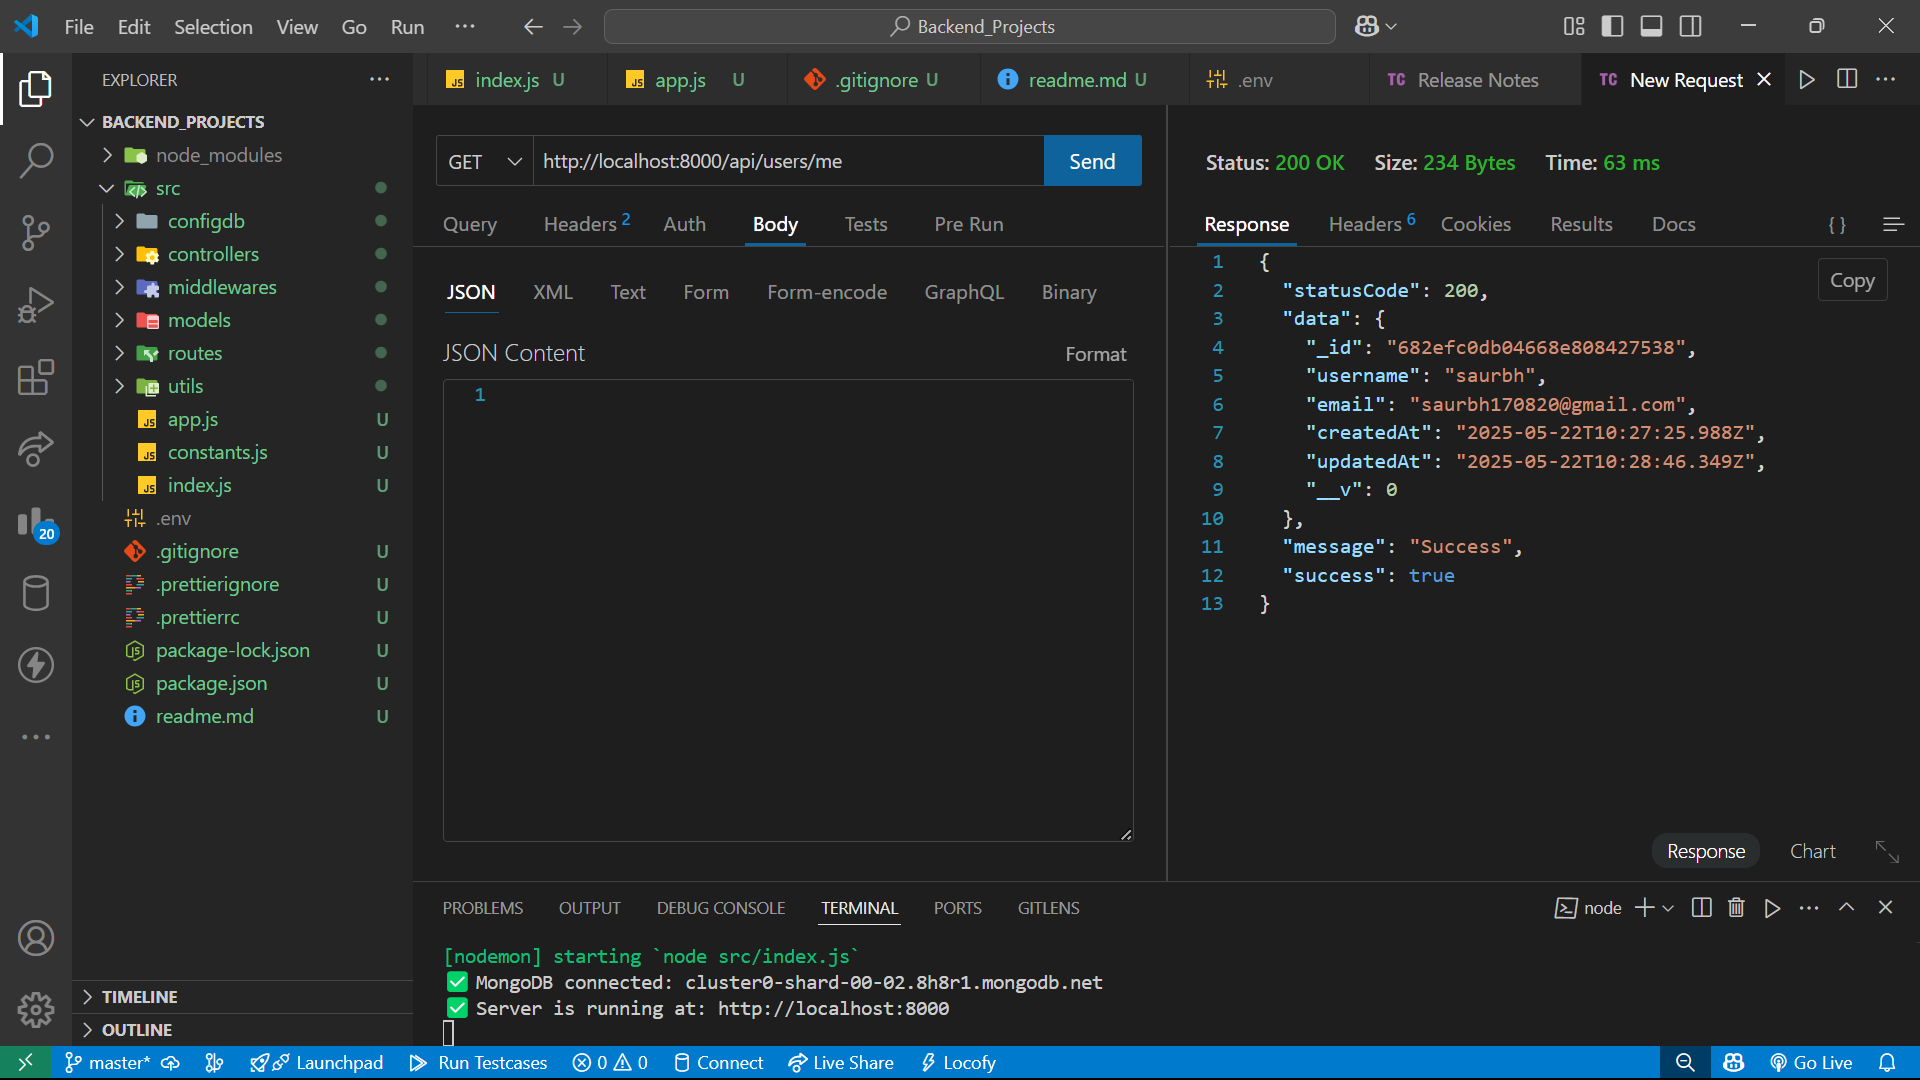 File Edit Selection View Go Run ··· Backend_Projects
EXPLORER ···
index.js U
app.js U
.gitignore U
readme.md U
.env
TC Release Notes
TC New Request
BACKEND_PROJECTS
node_modules
src
configdb
controllers
middlewares
models
routes
utils
JS app.js U
JS constants.js U
JS index.js U
.env
.gitignore U
.prettierignore U
.prettierrc U
package-lock.json U
package.json U
readme.md U
20
TIMELINE
OUTLINE
GET http://localhost:8000/api/users/me Send
Query Headers 2 Auth Body Tests Pre Run
JSON XML Text Form Form-encode GraphQL Binary
JSON Content Format
1
Status: 200 OK Size: 234 Bytes Time: 63 ms
Response Headers 6 Cookies Results Docs { }
Copy
1 {
2 "statusCode": 200,
3 "data": {
4 "_id": "682efc0db04668e808427538",
5 "username": "saurbh",
6 "email": "saurbh170820@gmail.com",
7 "createdAt": "2025-05-22T10:27:25.988Z",
8 "updatedAt": "2025-05-22T10:28:46.349Z",
9 "__v": 0
10 },
11 "message": "Success",
12 "success": true
13 }
Response Chart
PROBLEMS OUTPUT DEBUG CONSOLE TERMINAL PORTS GITLENS node
[nodemon] starting `node src/index.js`
✅ MongoDB connected: cluster0-shard-00-02.8h8r1.mongodb.net
✅ Server is running at: http://localhost:8000
master* Launchpad Run Testcases 0 0 Connect Live Share Locofy Go Live